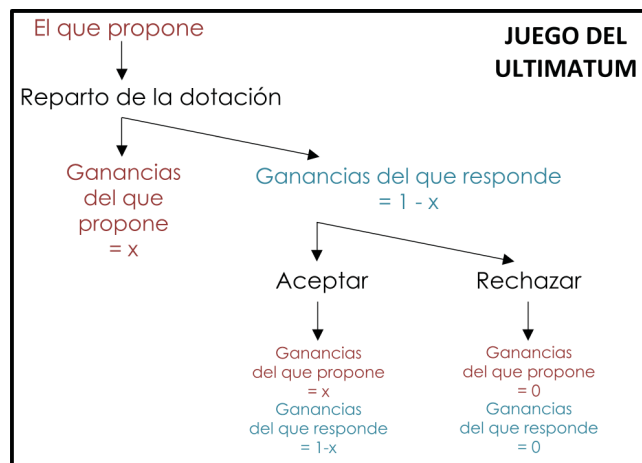 El que propone
JUEGO DEL
ULTIMATUM
Reparto de la dotación
Ganancias
del que
propone
= x
Ganancias del que responde
= 1 - x
Aceptar
Rechazar
Ganancias
del que propone
= x
Ganancias
del que responde
= 1-x
Ganancias
del que propone
= 0
Ganancias
del que responde
= 0